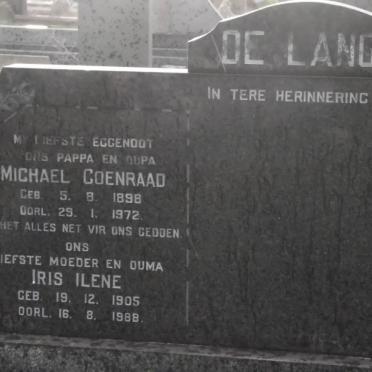 DE LANG
IN TERE HERINNERING
MY LIEFSTE EGGENOOT
ONS PAPPA EN OUPA
MICHAEL COENRAAD
GEB. 5. 9. 1898
OORL. 29. 1. 1972.
HET ALLES NET VIR ONS GEDOEN
ONS
LIEFSTE MOEDER EN OUMA
IRIS ILENE
GEB. 19. 12. 1905
OORL. 16. 8. 1988.